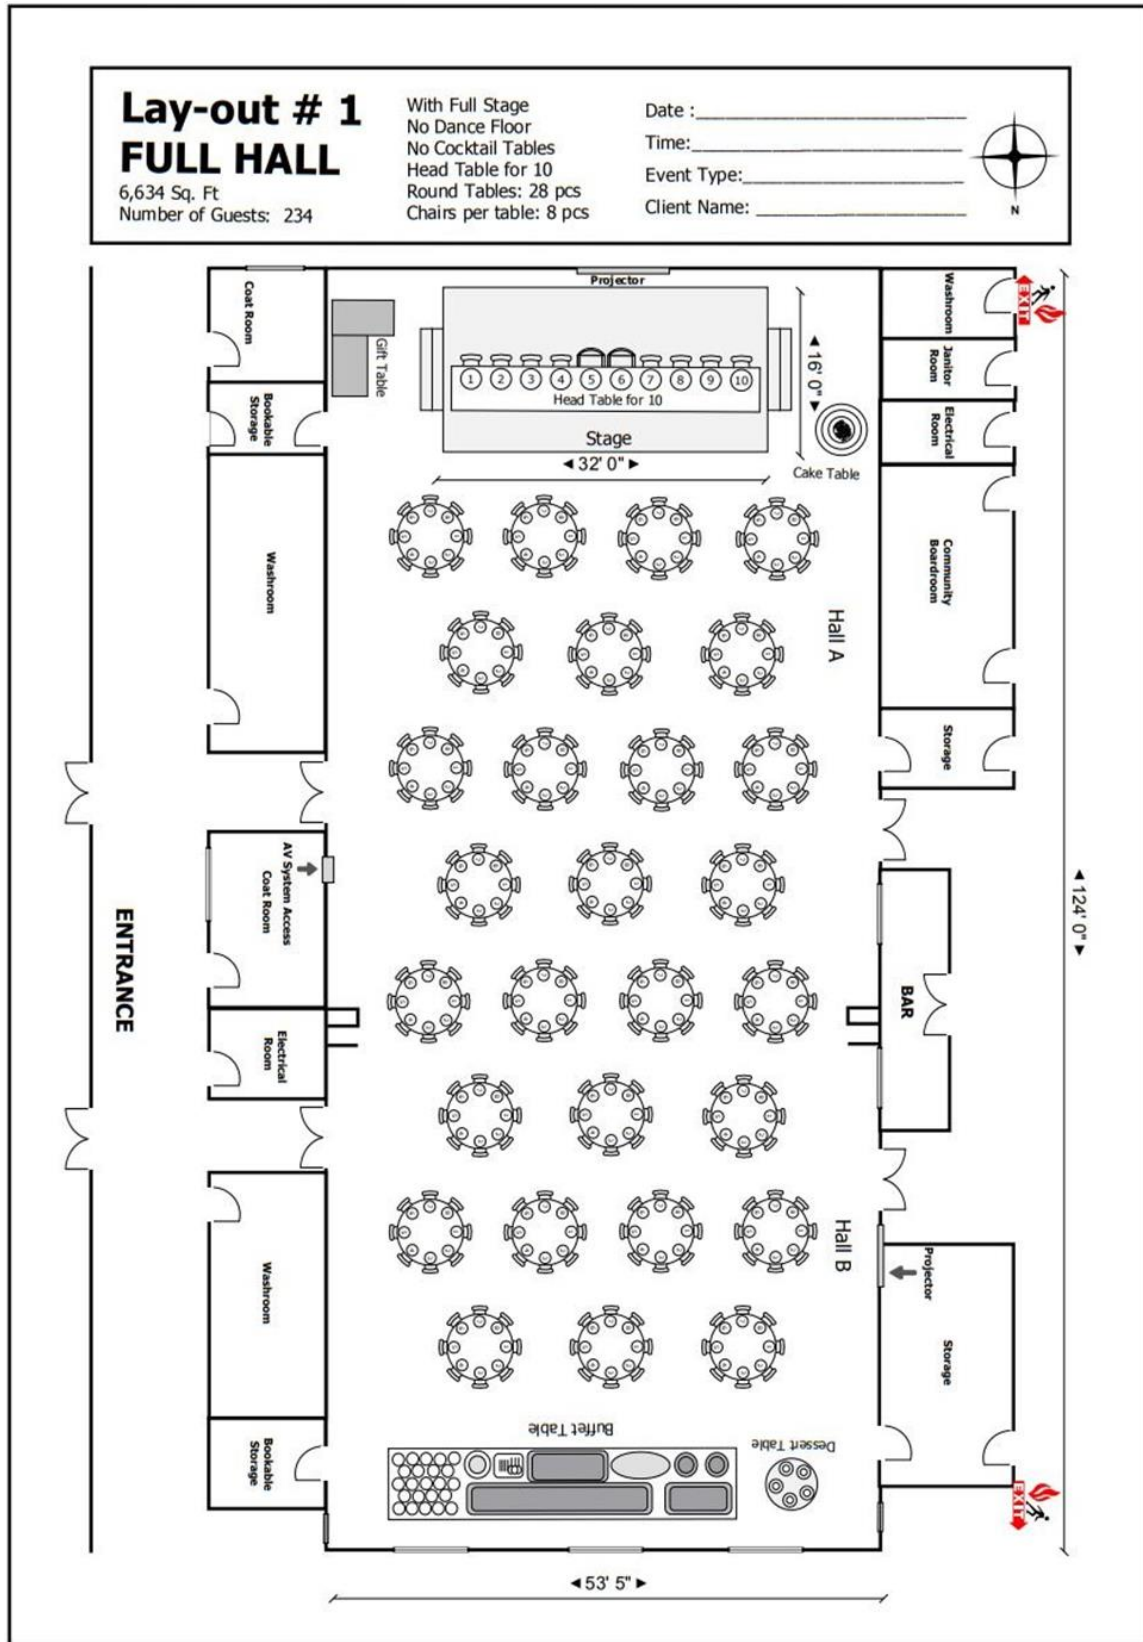 Lay-out # 1
FULL HALL
6,634 Sq. Ft
Number of Guests: 234
With Full Stage
No Dance Floor
No Cocktail Tables
Head Table for 10
Round Tables: 28 pcs
Chairs per table: 8 pcs
Date :
Time:
Event Type:
Client Name:
N
Projector
Coat Room
Gift Table
1 2 3 4 5 6 7 8 9 10
Head Table for 10
Stage
32' 0"
16' 0"
Cake Table
Washroom
EXIT
Janitor
Room
Electrical
Room
Bookable
Storage
Washroom
Community
Boardroom
Hall A
Storage
AV System Access
Coat Room
ENTRANCE
BAR
124' 0"
Electrical
Room
Hall B
Projector
Washroom
Storage
Bookable
Storage
Buffet Table
Dessert Table
EXIT
53' 5"